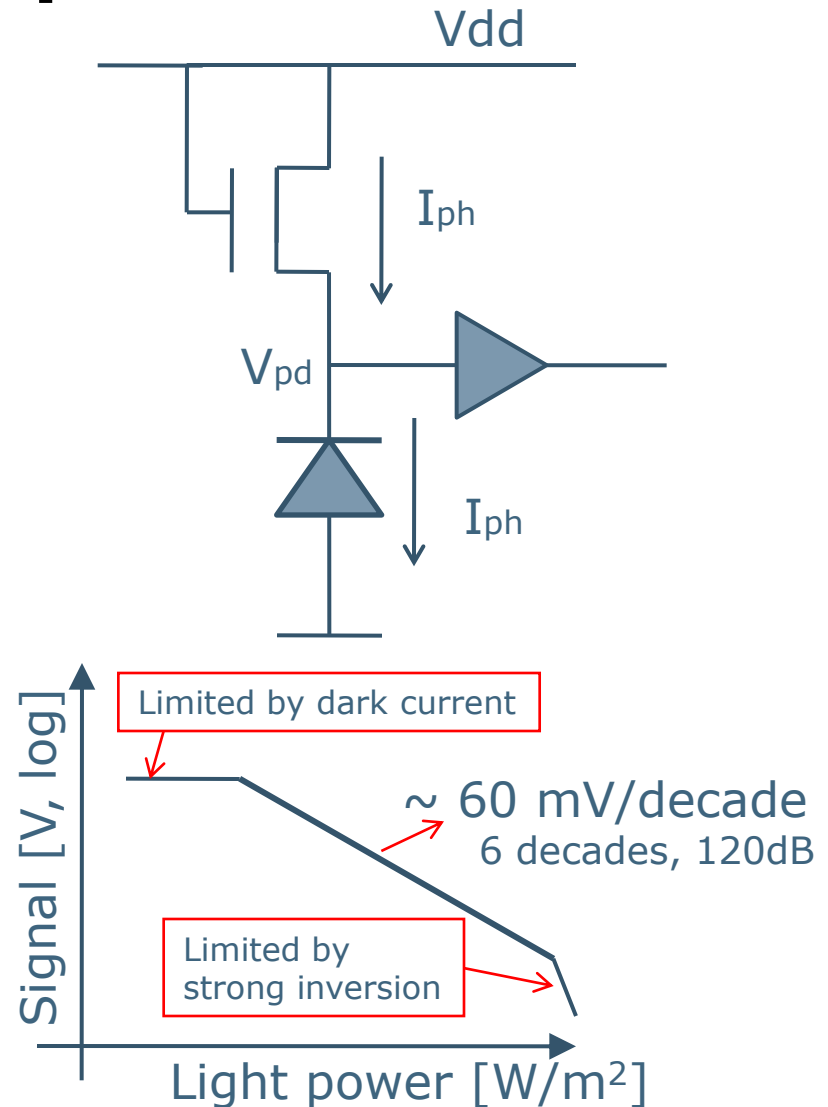 Vdd
Iph
Vpd
Iph
Signal [V, log]
Limited by dark current
~ 60 mV/decade
6 decades, 120dB
Limited by
strong inversion
Light power [W/m²]